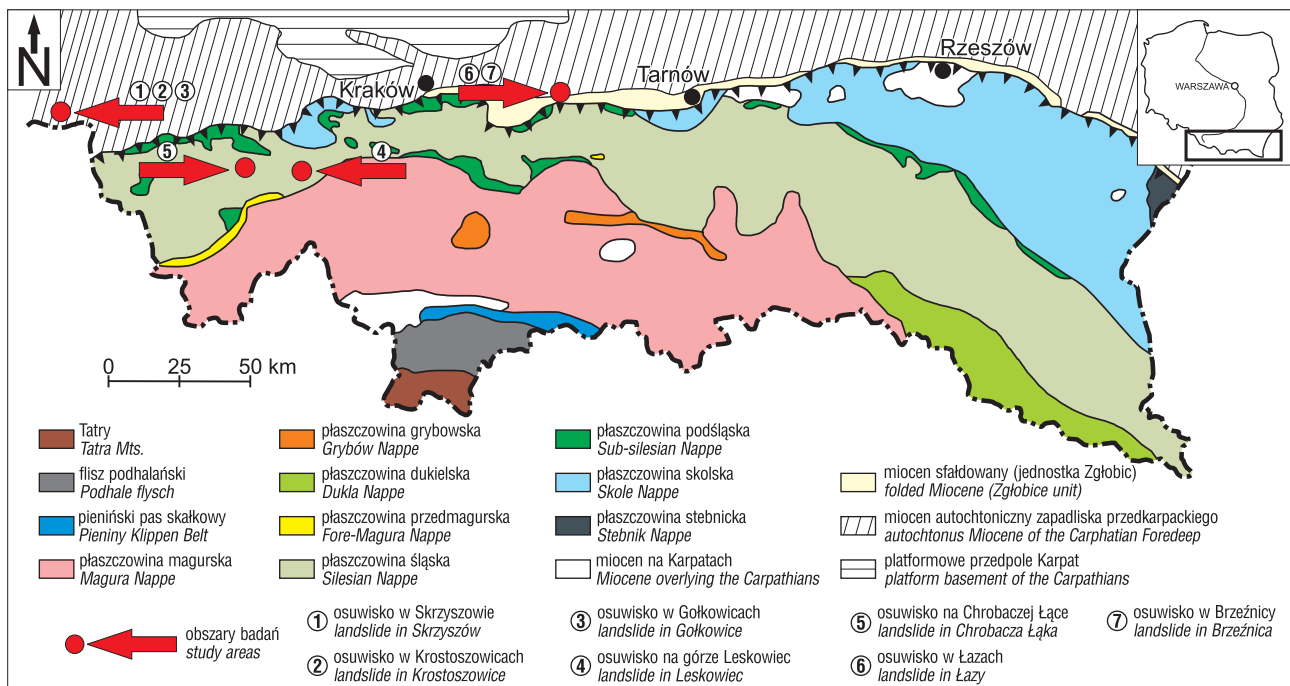 N
Kraków
Tarnów
Rzeszów
WARSZAWA
① ② ③
⑥ ⑦
⑤
④
0 25 50 km
Tatry
Tatra Mts.
flisz podhalański
Podhale flysch
pieniński pas skałkowy
Pieniny Klippen Belt
płaszczowina magurska
Magura Nappe
płaszczowina grybowska
Grybów Nappe
płaszczowina dukielska
Dukla Nappe
płaszczowina przedmagurska
Fore-Magura Nappe
płaszczowina śląska
Silesian Nappe
płaszczowina podśląska
Sub-silesian Nappe
płaszczowina skolska
Skole Nappe
płaszczowina stebnicka
Stebnik Nappe
miocen na Karpatach
Miocene overlying the Carpathians
miocen sfałdowany (jednostka Zgłobic)
folded Miocene (Zgłobice unit)
miocen autochtoniczny zapadliska przedkarpackiego
autochtonus Miocene of the Carphatian Foredeep
platformowe przedpole Karpat
platform basement of the Carpathians
obszary badań
study areas
① osuwisko w Skrzyszowie
landslide in Skrzyszów
② osuwisko w Krostoszowicach
landslide in Krostoszowice
③ osuwisko w Gołkowicach
landslide in Gołkowice
④ osuwisko na górze Leskowiec
landslide in Leskowiec
⑤ osuwisko na Chrobaczej Łące
landslide in Chrobacza Łąka
⑥ osuwisko w Łazach
landslide in Łazy
⑦ osuwisko w Brzeźnicy
landslide in Brzeźnica